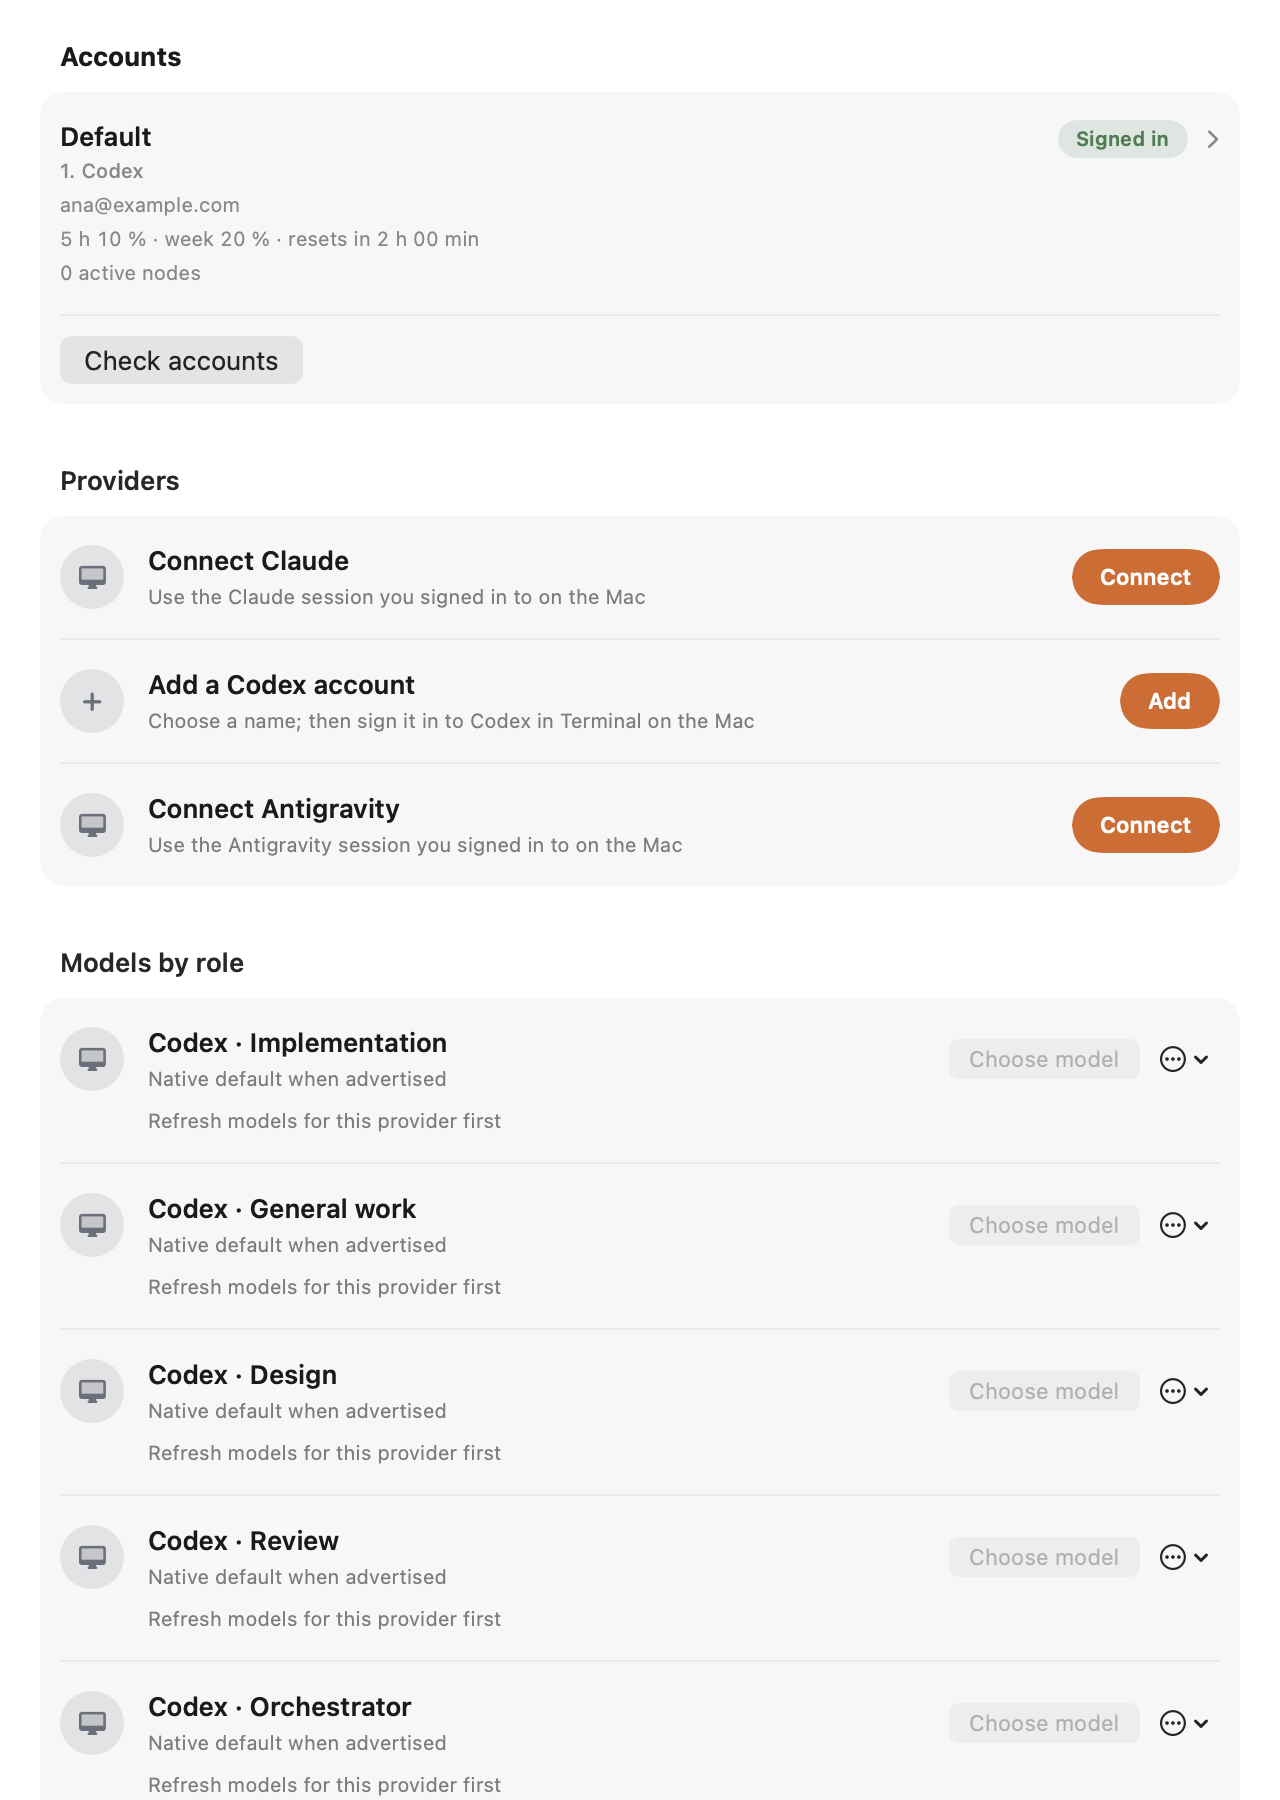 Accounts
Default
Signed in
1. Codex
ana@example.com
5 h 10 % · week 20 % · resets in 2 h 00 min
0 active nodes
Check accounts
Providers
Connect Claude
Use the Claude session you signed in to on the Mac
Connect
Add a Codex account
Choose a name; then sign it in to Codex in Terminal on the Mac
Add
Connect Antigravity
Use the Antigravity session you signed in to on the Mac
Connect
Models by role
Codex · Implementation
Native default when advertised
Refresh models for this provider first
Choose model
Codex · General work
Native default when advertised
Refresh models for this provider first
Choose model
Codex · Design
Native default when advertised
Refresh models for this provider first
Choose model
Codex · Review
Native default when advertised
Refresh models for this provider first
Choose model
Codex · Orchestrator
Native default when advertised
Refresh models for this provider first
Choose model